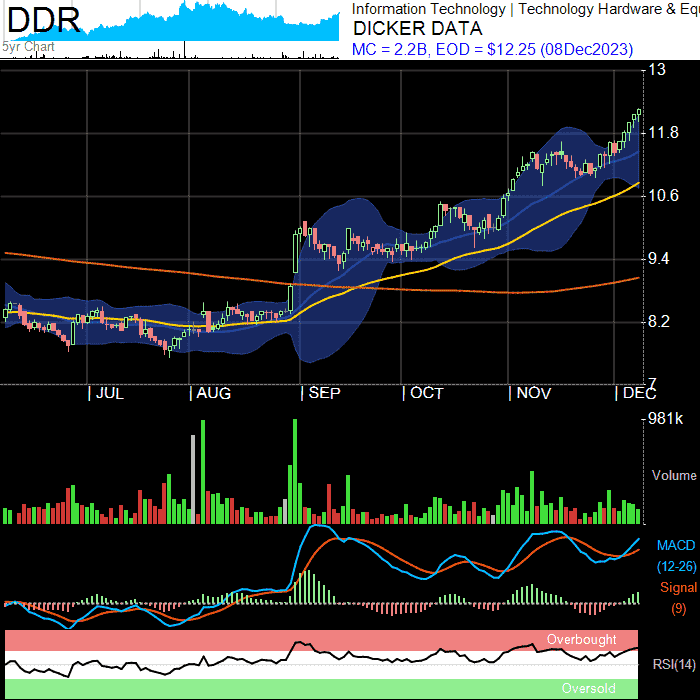 DDR
5yr Chart
Information Technology | Technology Hardware & Equ
DICKER DATA
MC = 2.2B, EOD = $12.25 (08Dec2023)
13
11.8
10.6
9.4
8.2
7
| JUL | AUG | SEP | OCT | NOV | DEC
981k
Volume
MACD
(12-26)
Signal
(9)
Overbought
RSI(14)
Oversold